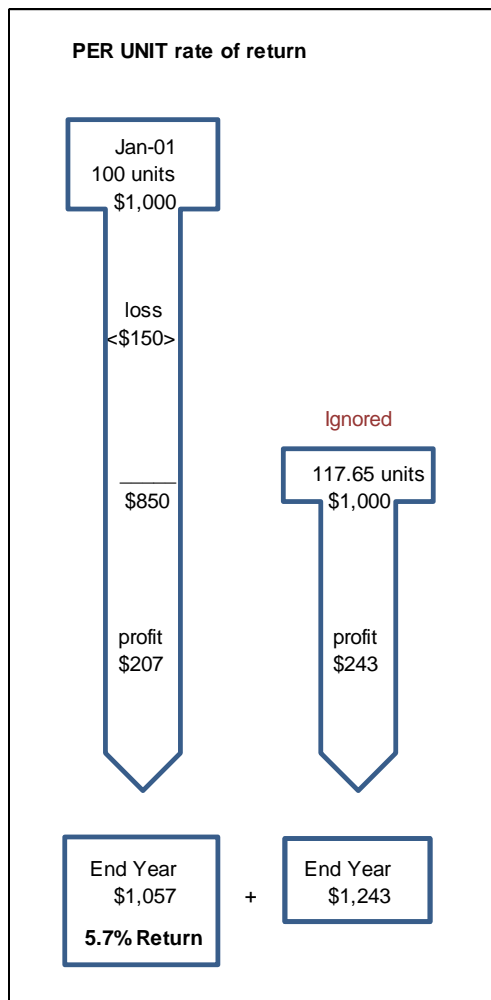 PER UNIT rate of return
Jan-01
100 units
$1,000
loss
<$150>
$850
profit
$207
End Year
$1,057
5.7% Return
+
Ignored
117.65 units
$1,000
profit
$243
End Year
$1,243